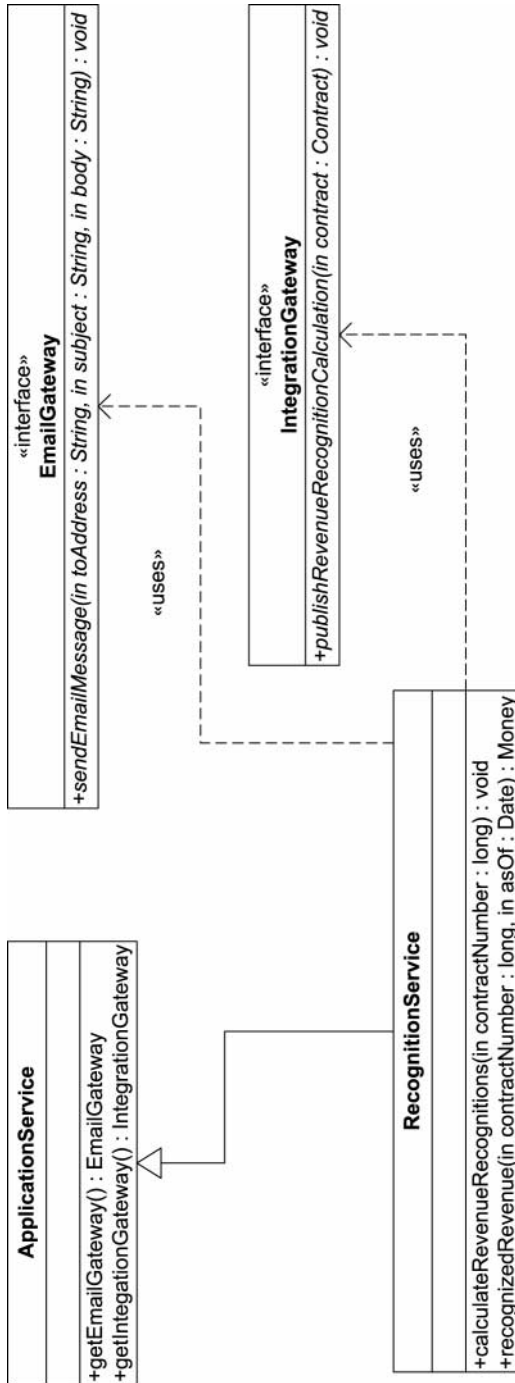 ApplicationService
+getEmailGateway() : EmailGateway
+getIntegationGateway() : IntegrationGateway
«interface»
EmailGateway
+sendEmailMessage(in toAddress : String, in subject : String, in body : String) : void
«uses»
«interface»
IntegrationGateway
+publishRevenueRecognitionCalculation(in contract : Contract) : void
«uses»
RecognitionService
+calculateRevenueRecognitions(in contractNumber : long) : void
+recognizedRevenue(in contractNumber : long, in asOf : Date) : Money